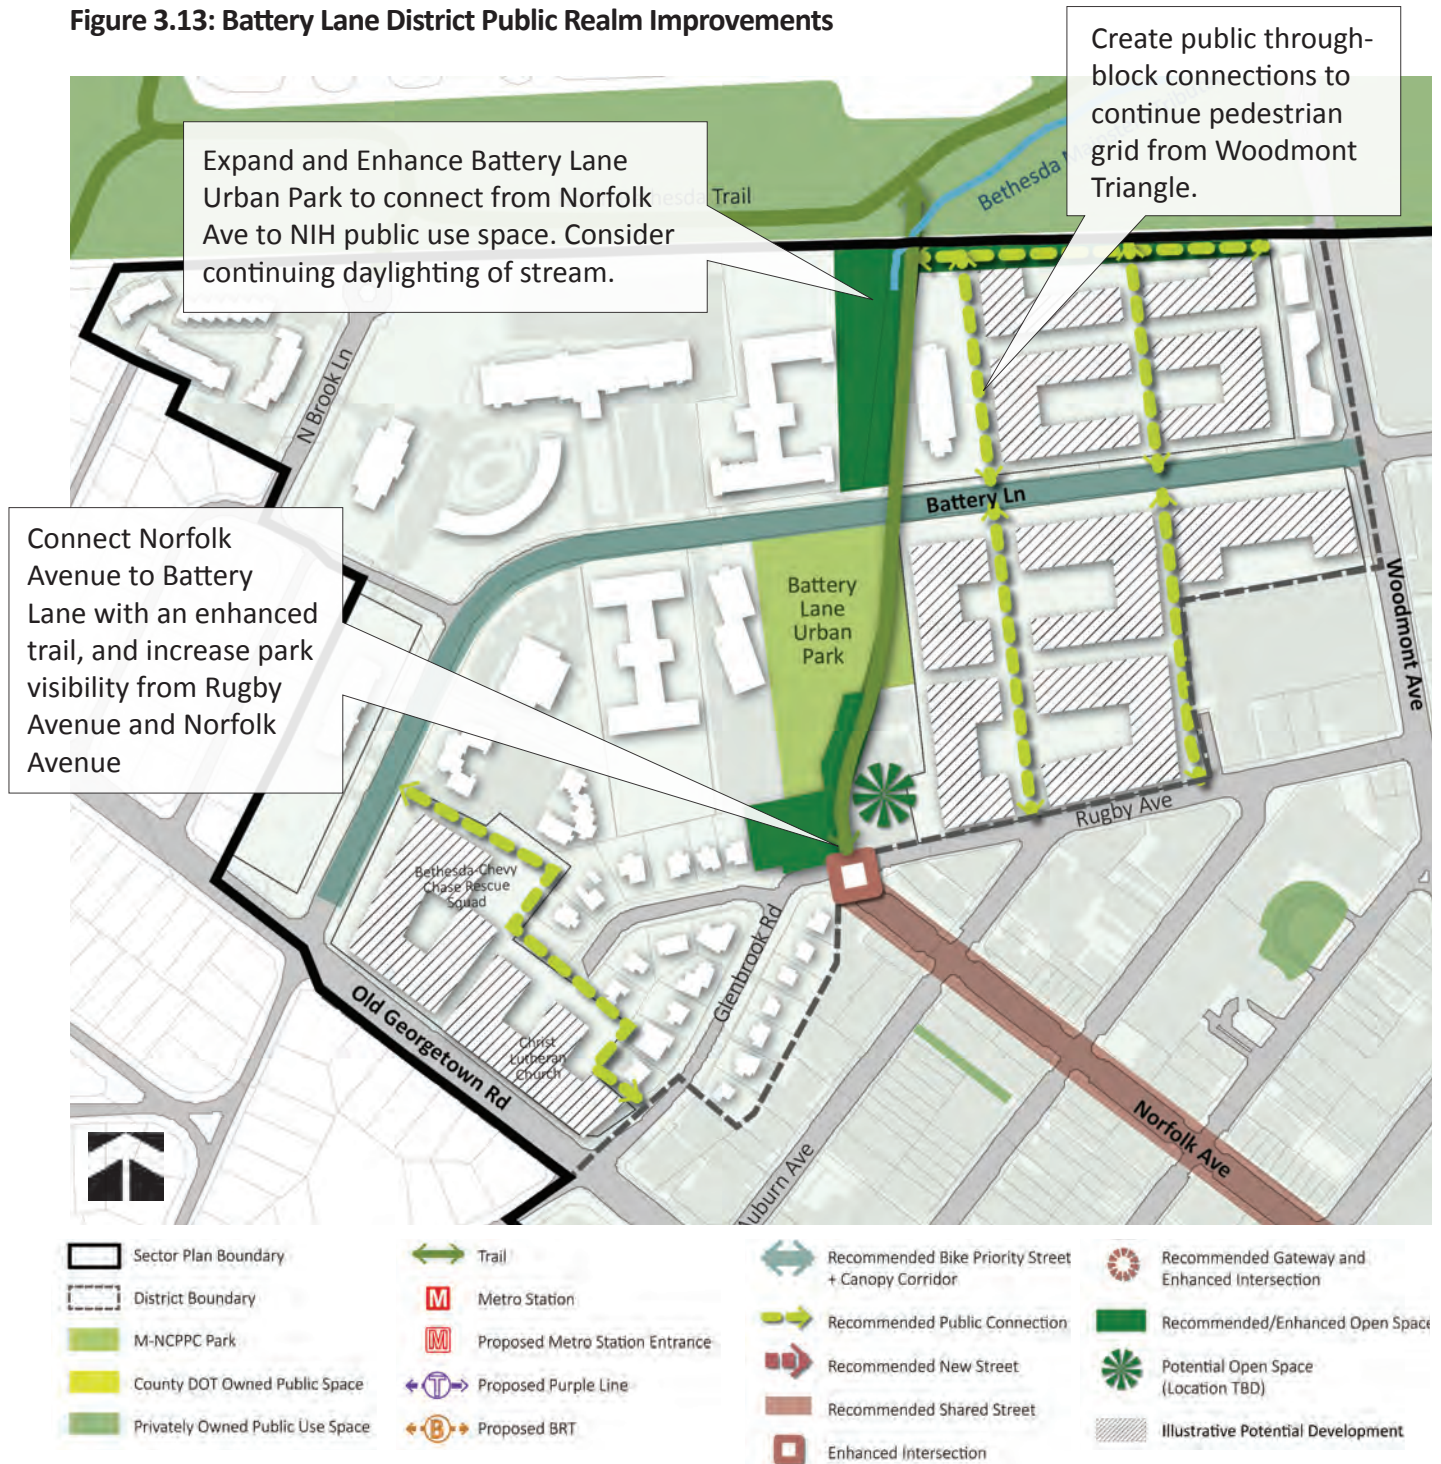 Figure 3.13: Battery Lane District Public Realm Improvements
Create public through-
block connections to
continue pedestrian
grid from Woodmont
Triangle.
Expand and Enhance Battery Lane
Urban Park to connect from Norfolk
Ave to NIH public use space. Consider
continuing daylighting of stream.
Trail
Bethesda
N Brook Ln
Battery Ln
Connect Norfolk
Avenue to Battery
Lane with an enhanced
trail, and increase park
visibility from Rugby
Avenue and Norfolk
Avenue
Battery
Lane
Urban
Park
Woodmont Ave
Rugby Ave
Bethesda-Chevy
Chase Rescue
Squad
Glenbrook Rd
Old Georgetown Rd
Christ
Lutheran
Church
Norfolk Ave
Auburn Ave
Sector Plan Boundary
District Boundary
M-NCPPC Park
County DOT Owned Public Space
Privately Owned Public Use Space
Trail
M Metro Station
M Proposed Metro Station Entrance
T Proposed Purple Line
B Proposed BRT
Recommended Bike Priority Street
+ Canopy Corridor
Recommended Public Connection
Recommended New Street
Recommended Shared Street
Enhanced Intersection
Recommended Gateway and
Enhanced Intersection
Recommended/Enhanced Open Space
Potential Open Space
(Location TBD)
Illustrative Potential Development